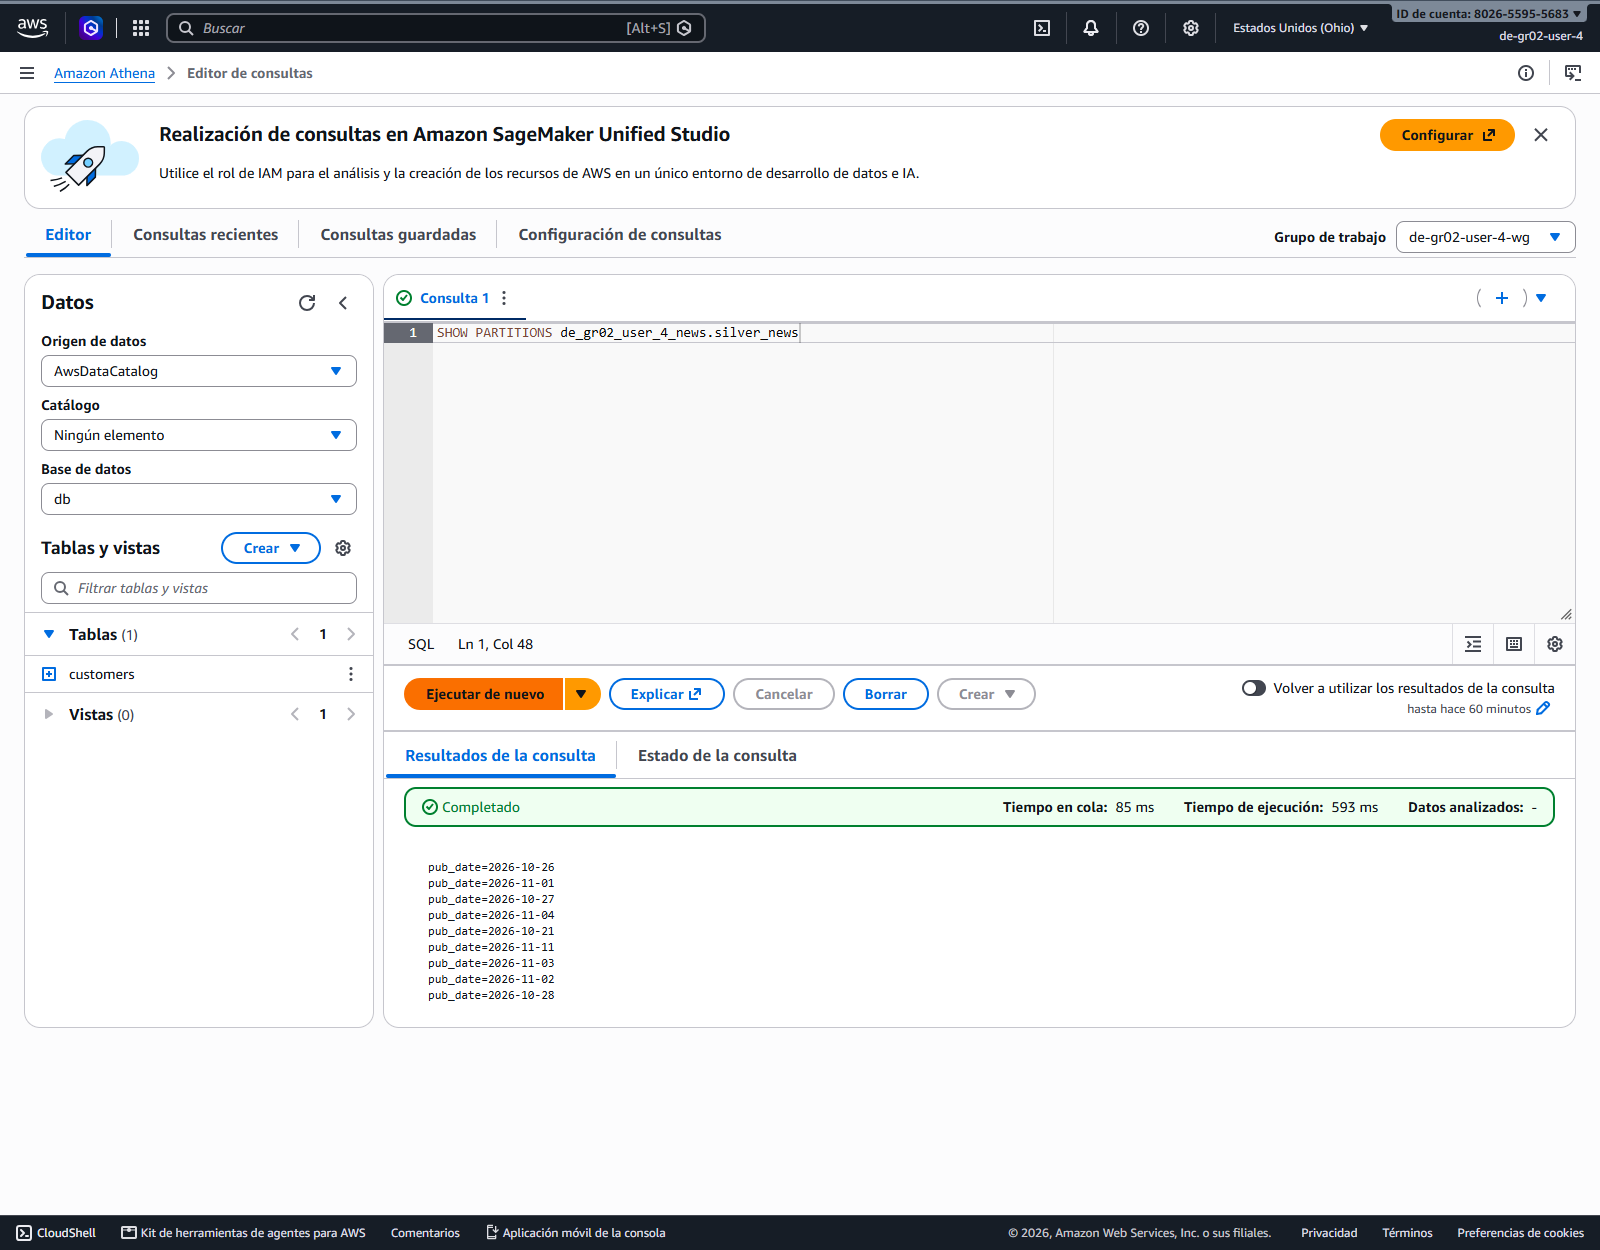 aws
Buscar
[Alt+S]
Estados Unidos (Ohio)
ID de cuenta: 8026-5595-5683
de-gr02-user-4
Amazon Athena
Editor de consultas
Realización de consultas en Amazon SageMaker Unified Studio
Utilice el rol de IAM para el análisis y la creación de los recursos de AWS en un único entorno de desarrollo de datos e IA.
Configurar
Editor
Consultas recientes
Consultas guardadas
Configuración de consultas
Grupo de trabajo
de-gr02-user-4-wg
Datos
Origen de datos
AwsDataCatalog
Catálogo
Ningún elemento
Base de datos
db
Tablas y vistas
Crear
Filtrar tablas y vistas
Tablas (1)
1
customers
Vistas (0)
1
Consulta 1
1 SHOW PARTITIONS de_gr02_user_4_news.silver_news
SQL
Ln 1, Col 48
Ejecutar de nuevo
Explicar
Cancelar
Borrar
Crear
Volver a utilizar los resultados de la consulta
hasta hace 60 minutos
Resultados de la consulta
Estado de la consulta
Completado
Tiempo en cola: 85 ms
Tiempo de ejecución: 593 ms
Datos analizados: -
pub_date=2026-10-26
pub_date=2026-11-01
pub_date=2026-10-27
pub_date=2026-11-04
pub_date=2026-10-21
pub_date=2026-11-11
pub_date=2026-11-03
pub_date=2026-11-02
pub_date=2026-10-28
CloudShell
Kit de herramientas de agentes para AWS
Comentarios
Aplicación móvil de la consola
© 2026, Amazon Web Services, Inc. o sus filiales.
Privacidad
Términos
Preferencias de cookies